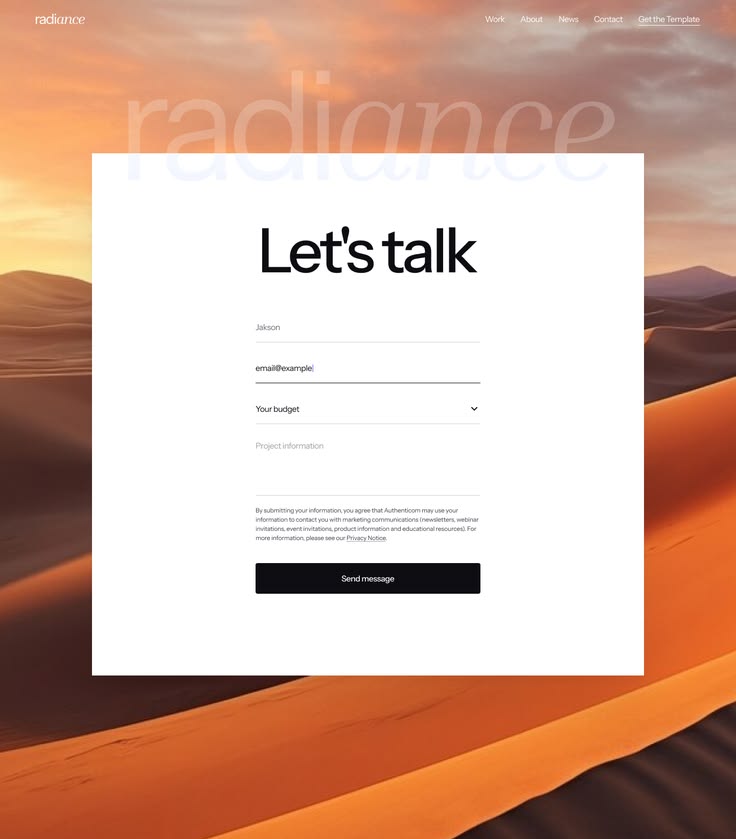 radiance
Work About News Contact Get the Template
radiance
Let's talk
Jakson
email@example
Your budget
Project information
By submitting your information, you agree that Authenticom may use your
information to contact you with marketing communications (newsletters, webinar
invitations, event invitations, product information and educational resources). For
more information, please see our Privacy Notice.
Send message